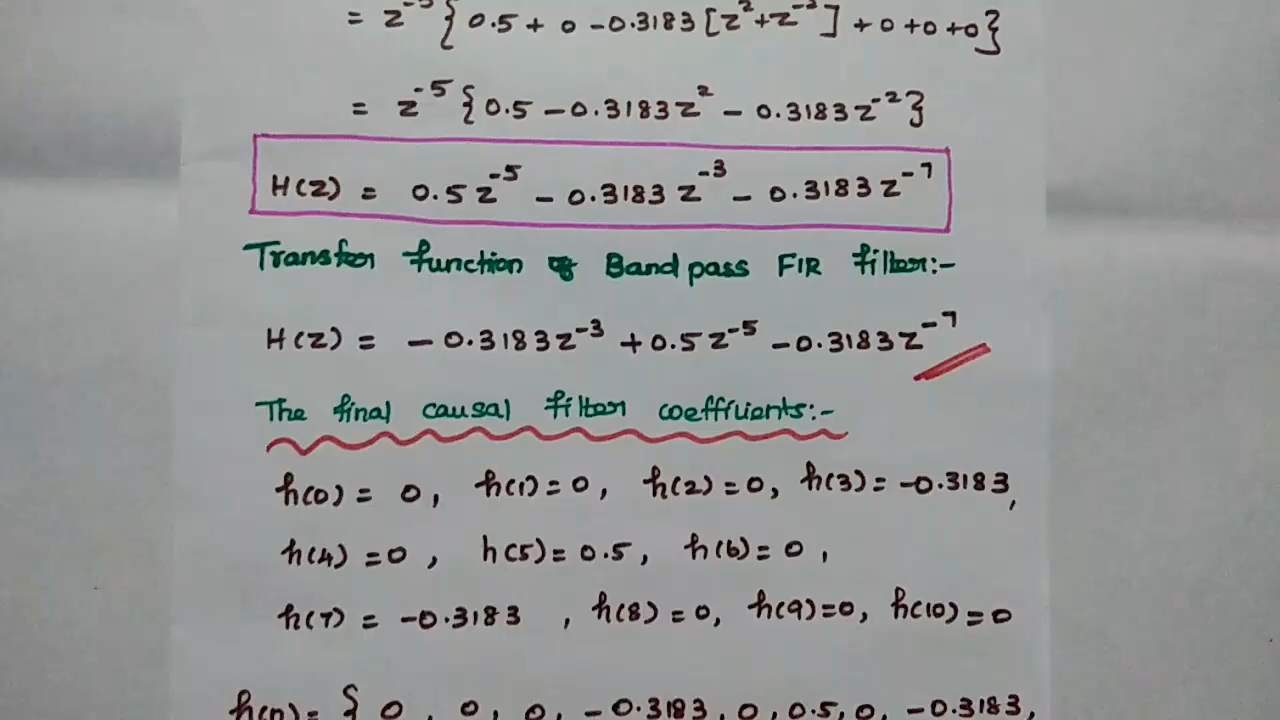 = z⁻⁵ { 0.5 + 0 - 0.3183 [z² + z⁻²] + 0 + 0 + 0 }
= z⁻⁵ { 0.5 - 0.3183 z² - 0.3183 z⁻² }
H(z) = 0.5 z⁻⁵ - 0.3183 z⁻³ - 0.3183 z⁻⁷
Transfer function of Band pass FIR filter:-
H(z) = - 0.3183 z⁻³ + 0.5 z⁻⁵ - 0.3183 z⁻⁷
The final causal filter coefficients:-
h(0) = 0, h(1) = 0, h(2) = 0, h(3) = -0.3183,
h(4) = 0, h(5) = 0.5, h(6) = 0,
h(7) = -0.3183, h(8) = 0, h(9) = 0, h(10) = 0
h(n) = { 0, 0, 0, -0.3183, 0, 0.5, 0, -0.3183,